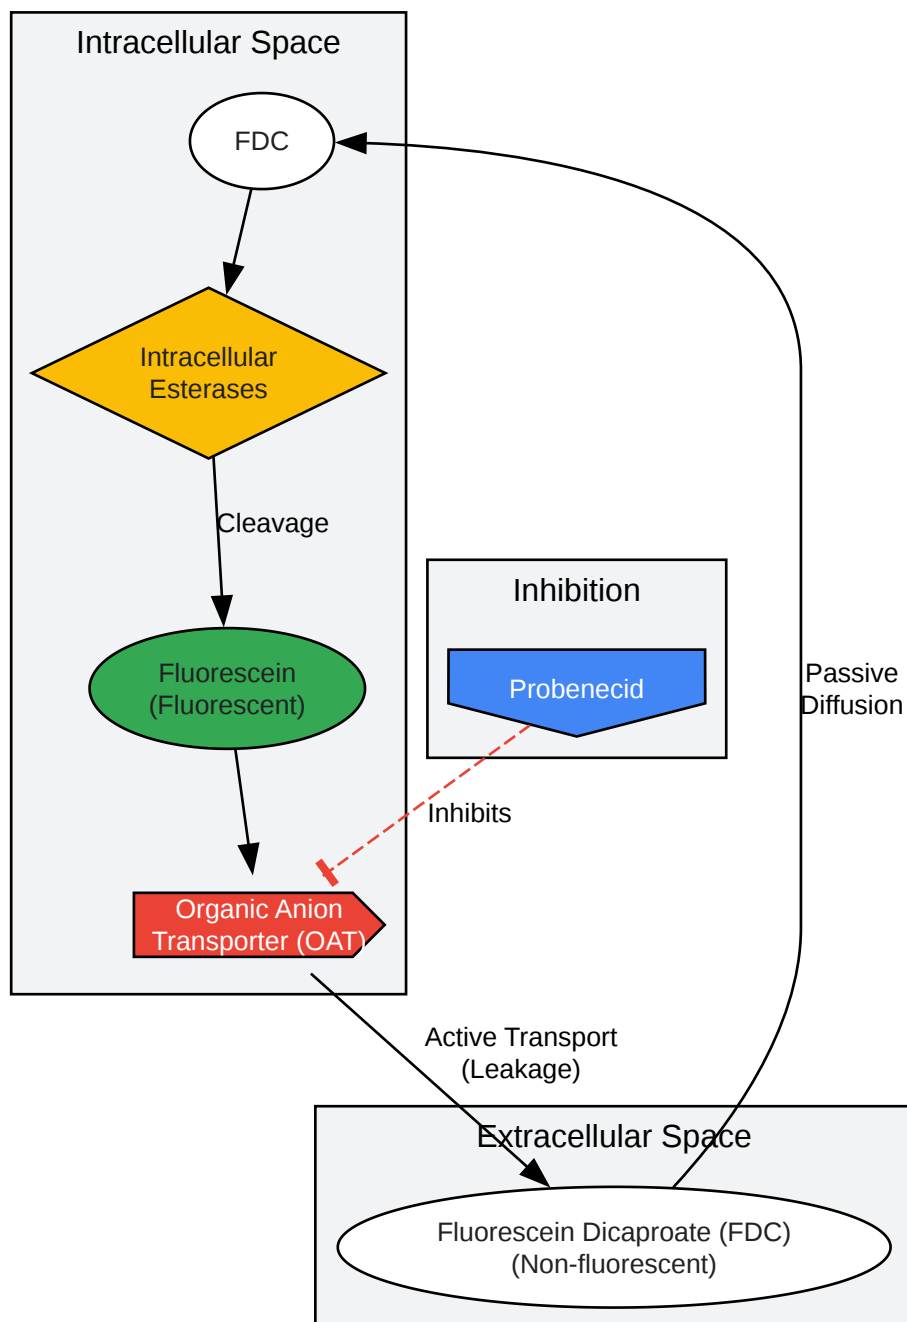 Intracellular Space
FDC
Intracellular
Esterases
Cleavage
Inhibition
Fluorescein
(Fluorescent)
Probenecid
Passive
Diffusion
Inhibits
Organic Anion
Transporter (OAT)
Active Transport
(Leakage)
Extracellular Space
Fluorescein Dicaproate (FDC)
(Non-fluorescent)